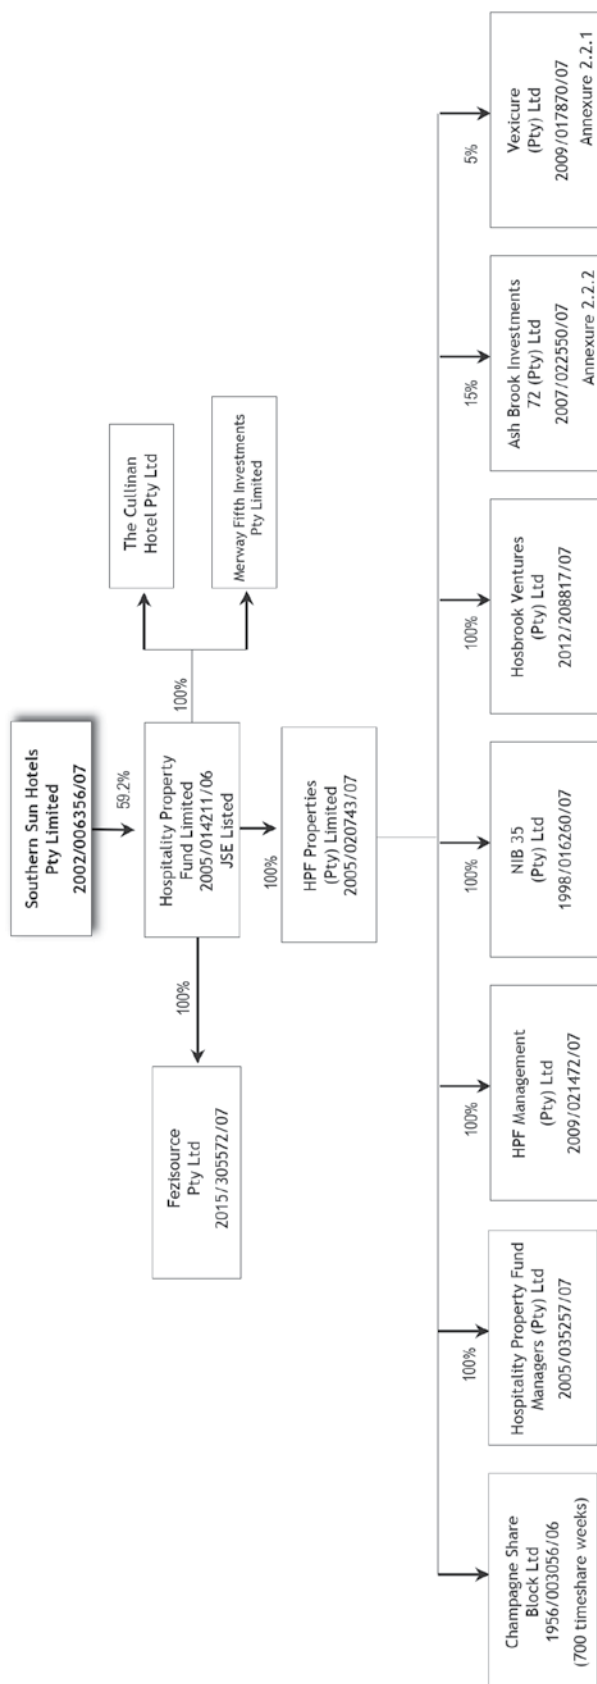 Southern Sun Hotels
Pty Limited
2002/006356/07
59.2%
Hospitality Property
Fund Limited
2005/014211/06
JSE Listed
100%
Fezisource
Pty Ltd
2015/305572/07
100%
The Cullinan
Hotel Pty Ltd
Merway Fifth Investments
Pty Limited
100%
HPF Properties
(Pty) Limited
2005/020743/07
Champagne Share
Block Ltd
1956/003056/06
(700 timeshare weeks)
100%
Hospitality Property Fund
Managers (Pty) Ltd
2005/035257/07
100%
HPF Management
(Pty) Ltd
2009/021472/07
100%
NIB 35
(Pty) Ltd
1998/016260/07
100%
Hosbrook Ventures
(Pty) Ltd
2012/208817/07
15%
Ash Brook Investments
72 (Pty) Ltd
2007/022550/07
Annexure 2.2.2
5%
Vexicure
(Pty) Ltd
2009/017870/07
Annexure 2.2.1